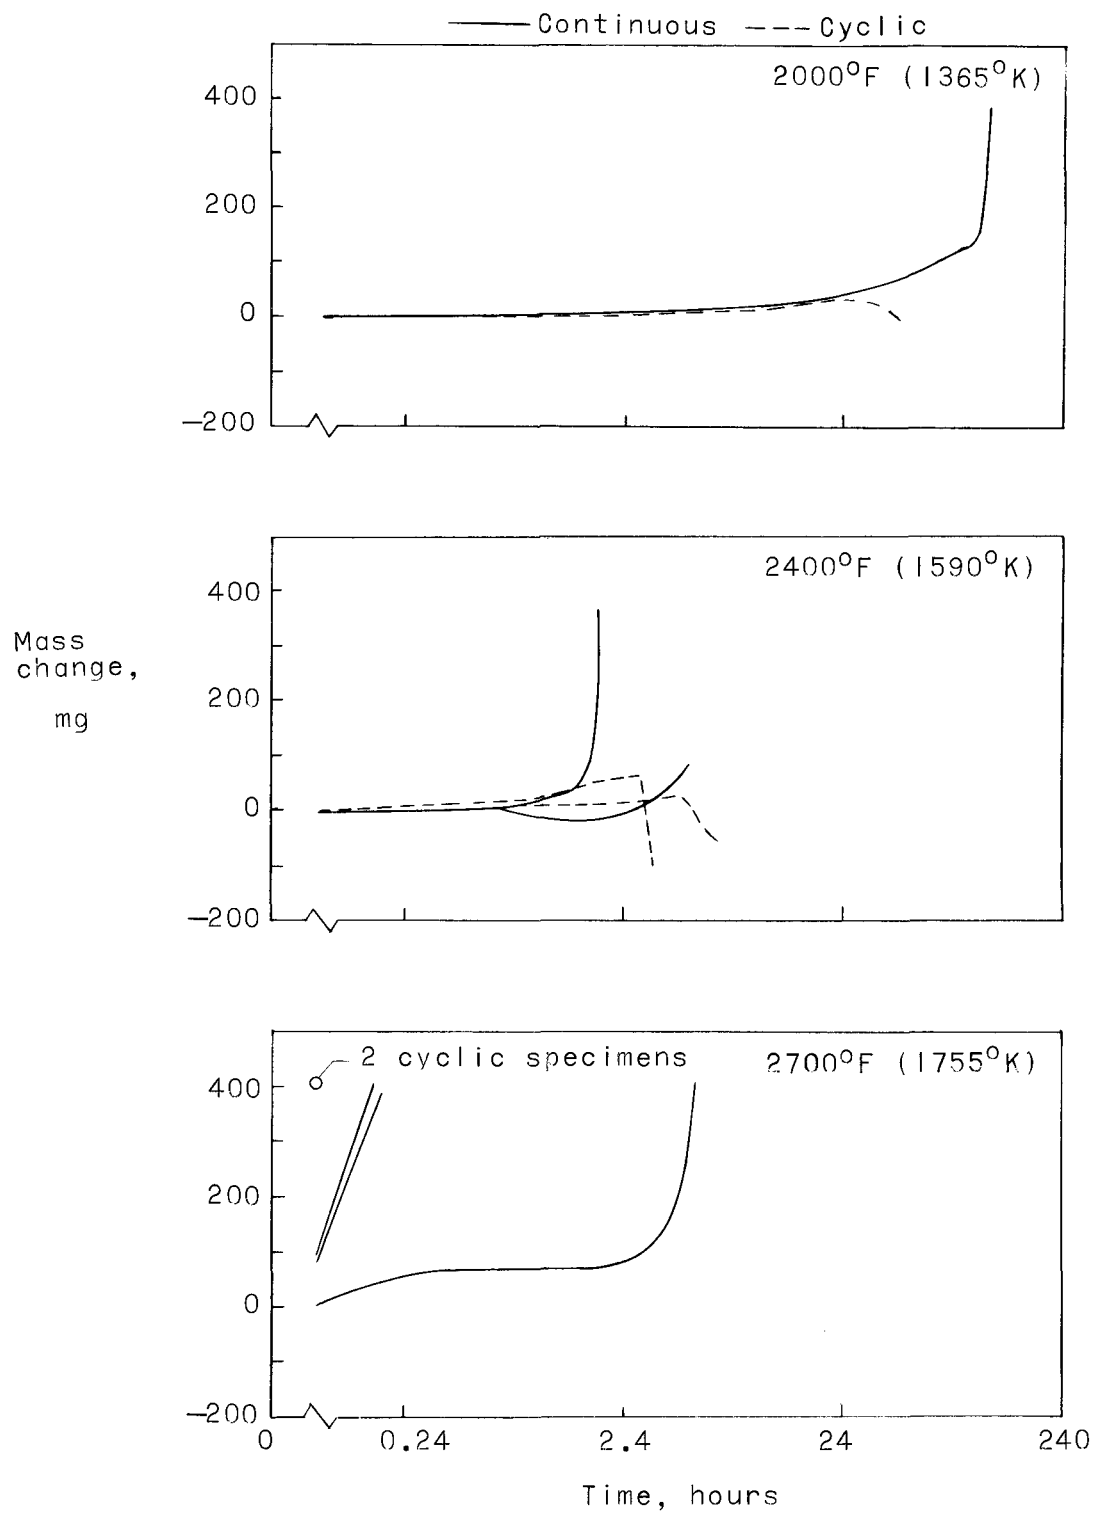 Continuous Cyclic
2000°F (1365°K)
400
200
0
-200
2400°F (1590°K)
400
200
0
-200
Mass
change,
mg
2 cyclic specimens
2700°F (1755°K)
400
200
0
-200
0 0.24 2.4 24 240
Time, hours